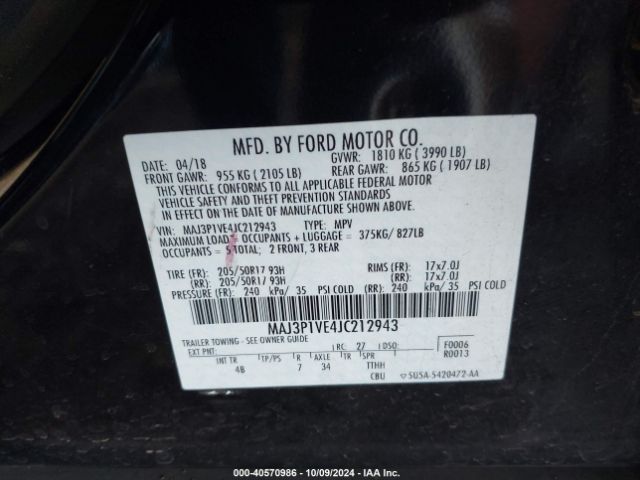 MFD. BY FORD MOTOR CO.
DATE: 04/18 GVWR: 1810 KG ( 3990 LB)
FRONT GAWR: 955 KG ( 2105 LB) REAR GAWR: 865 KG ( 1907 LB)
THIS VEHICLE CONFORMS TO ALL APPLICABLE FEDERAL MOTOR
VEHICLE SAFETY AND THEFT PREVENTION STANDARDS
IN EFFECT ON THE DATE OF MANUFACTURE SHOWN ABOVE.
VIN: MAJ3P1VE4JC212943 TYPE: MPV
MAXIMUM LOAD: OCCUPANTS + LUGGAGE = 375KG/ 827LB
OCCUPANTS = 5 TOTAL; 2 FRONT, 3 REAR
TIRE (FR): 205/50R17 93H RIMS (FR): 17x7.0J
(RR): 205/50R17 93H (RR): 17x7.0J
PRESSURE (FR): 240 kPa/ 35 PSI COLD (RR): 240 kPa/ 35 PSI COLD
MAJ3P1VE4JC212943
TRAILER TOWING - SEE OWNER GUIDE
EXT PNT: RC: 27 DSO: F0006
R0013
INT TR TP/PS R AXLE TR SPR
4B 7 34 TTHH
CBU 5U5A-5420472-AA
000-40570986 - 10/09/2024 - IAA Inc.